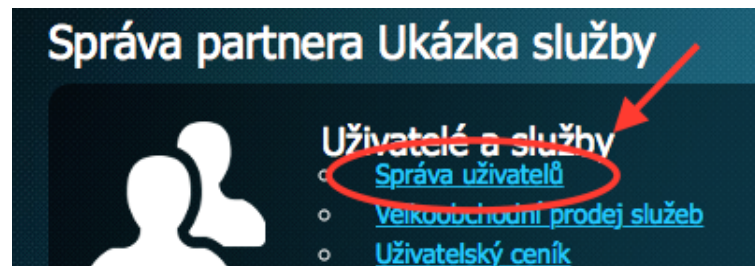 Správa partnera Ukázka služby
Uživatelé a služby
Správa uživatelů
Velkoobchodní prodej služeb
Uživatelský ceník